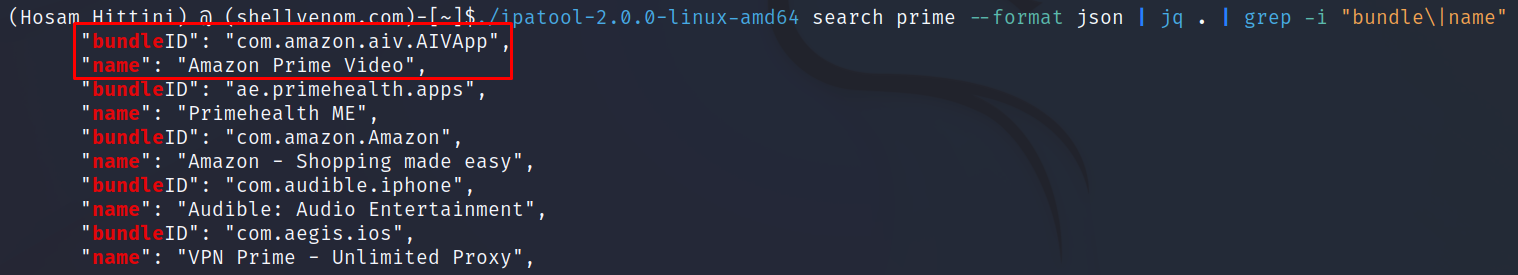 (Hosam Hittini) @ (shellvenom.com)-[~]$./ipatool-2.0.0-linux-amd64 search prime --format json | jq . | grep -i "bundle\|name"
"bundleID": "com.amazon.aiv.AIVApp",
"name": "Amazon Prime Video",
"bundleID": "ae.primehealth.apps",
"name": "Primehealth ME",
"bundleID": "com.amazon.Amazon",
"name": "Amazon - Shopping made easy",
"bundleID": "com.audible.iphone",
"name": "Audible: Audio Entertainment",
"bundleID": "com.aegis.ios",
"name": "VPN Prime - Unlimited Proxy",